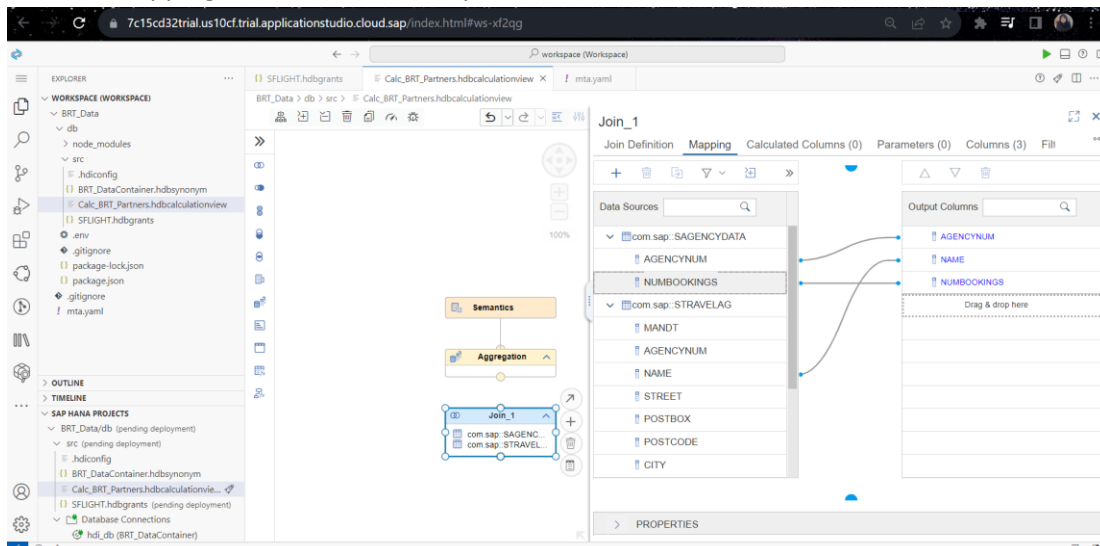 7c15cd32trial.us10cf.trial.applicationstudio.cloud.sap/index.html#ws-xf2qg
workspace (Workspace)
EXPLORER
SFLIGHT.hdbgrants
Calc_BRT_Partners.hdbcalculationview
mta.yaml
WORKSPACE (WORKSPACE)
BRT_Data
db
node_modules
src
.hdiconfig
BRT_DataContainer.hdbsynonym
Calc_BRT_Partners.hdbcalculationview
SFLIGHT.hdbgrants
.env
.gitignore
package-lock.json
package.json
.gitignore
mta.yaml
OUTLINE
TIMELINE
SAP HANA PROJECTS
BRT_Data/db (pending deployment)
src (pending deployment)
.hdiconfig
BRT_DataContainer.hdbsynonym
Calc_BRT_Partners.hdbcalculationvie...
SFLIGHT.hdbgrants (pending deployment)
Database Connections
hdi_db (BRT_DataContainer)
BRT_Data > db > src > Calc_BRT_Partners.hdbcalculationview
100%
Semantics
Aggregation
Join_1
com.sap::SAGENC...
com.sap::STRAVEL...
Join_1
Join Definition Mapping Calculated Columns (0) Parameters (0) Columns (3) Filt
Data Sources
com.sap::SAGENCYDATA
AGENCYNUM
NUMBOOKINGS
com.sap::STRAVELAG
MANDT
AGENCYNUM
NAME
STREET
POSTBOX
POSTCODE
CITY
Output Columns
AGENCYNUM
NAME
NUMBOOKINGS
Drag & drop here
PROPERTIES